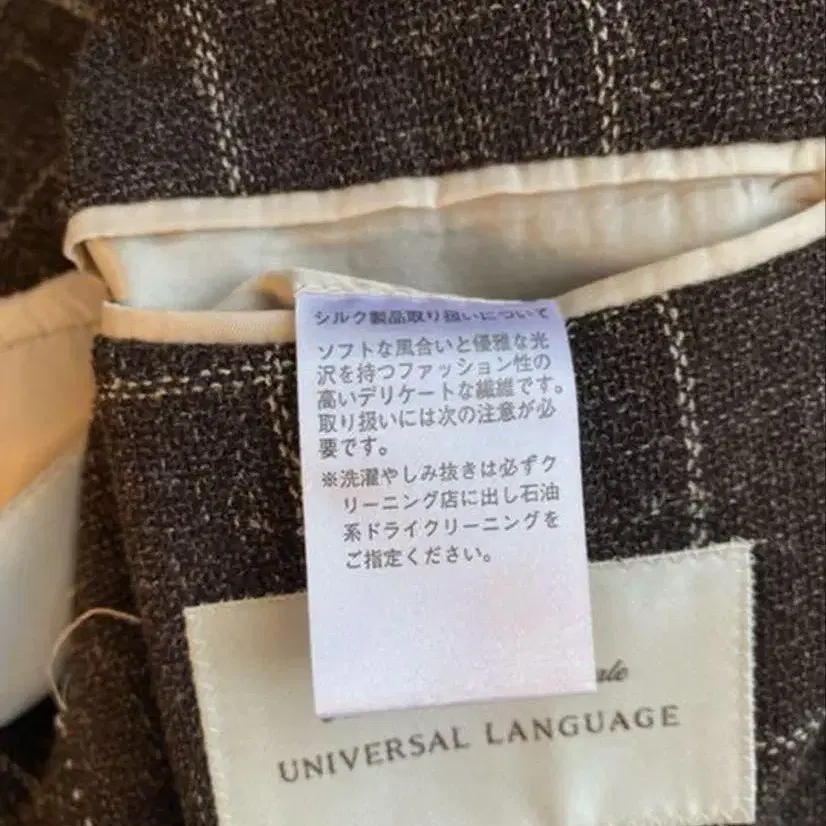 シルク製品取り扱いについて
ソフトな風合いと優雅な光
沢を持つファッション性の
高いデリケートな繊維です。
取り扱いには次の注意が必
要です。
※洗濯やしみ抜きは必ずク
リーニング店に出し石油
系ドライクリーニングを
ご指定ください。
UNIVERSAL LANGUAGE